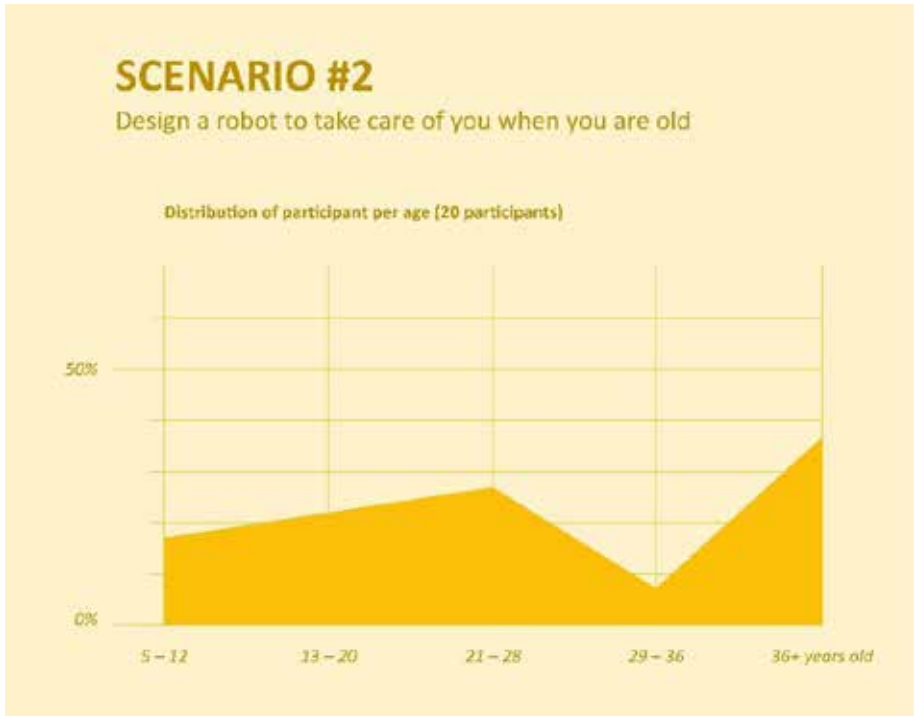 SCENARIO #2
Design a robot to take care of you when you are old
Distribution of participant per age (20 participants)
50%
0%
5 – 12
13 – 20
21 – 28
29 – 36
36+ years old